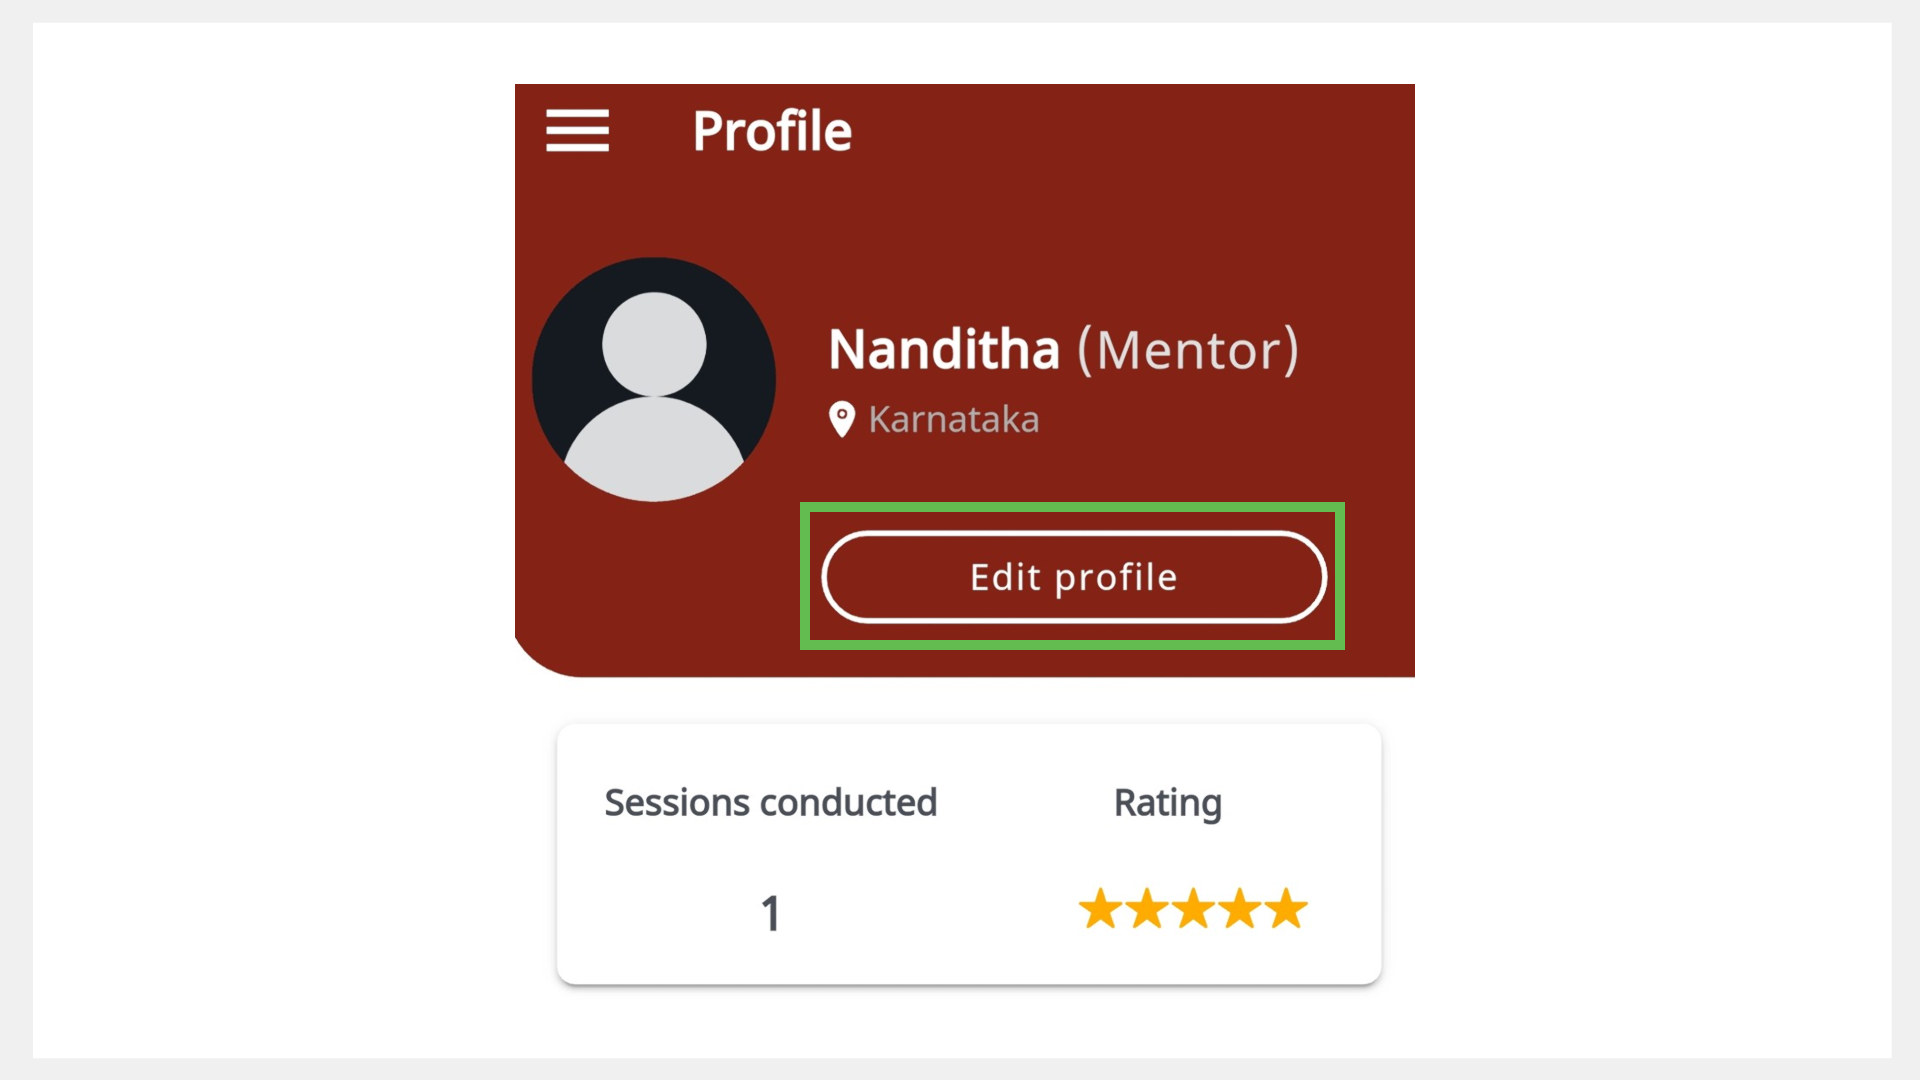 Profile
Nanditha (Mentor)
Karnataka
Edit profile
Sessions conducted Rating
1